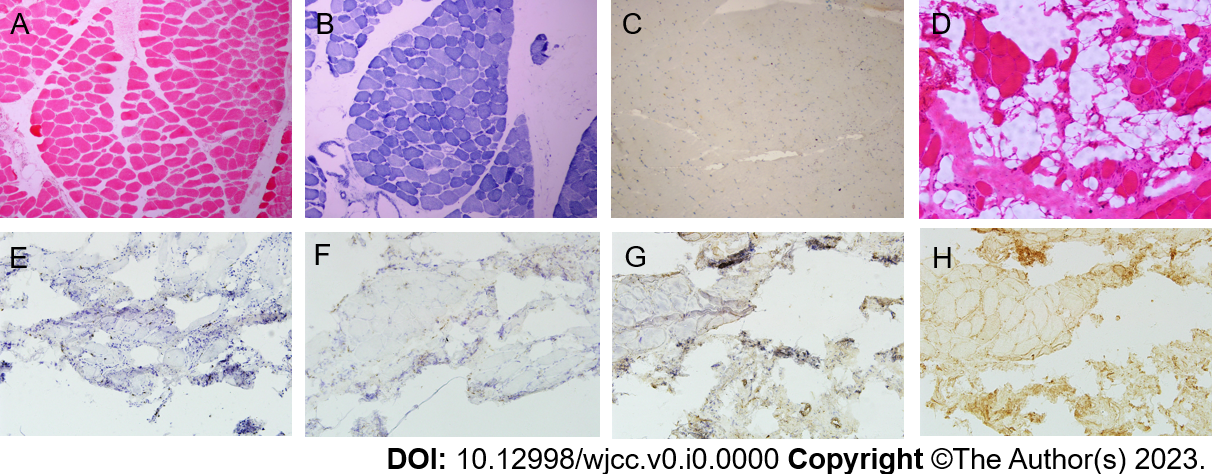 A B C D
E F G H
DOI: 10.12998/wjcc.v0.i0.0000 Copyright ©The Author(s) 2023.